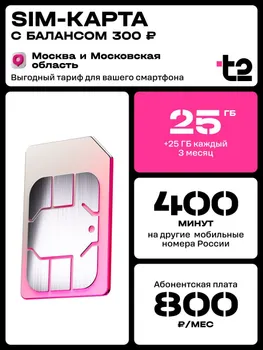 SIM-КАРТА
С БАЛАНСОМ 300 ₽
t2
Москва и Московская
область
Выгодный тариф для вашего смартфона
25 ГБ
+25 ГБ каждый
3 месяц
400
МИНУТ
на другие мобильные
номера России
Абонентская плата
800
₽/МЕС